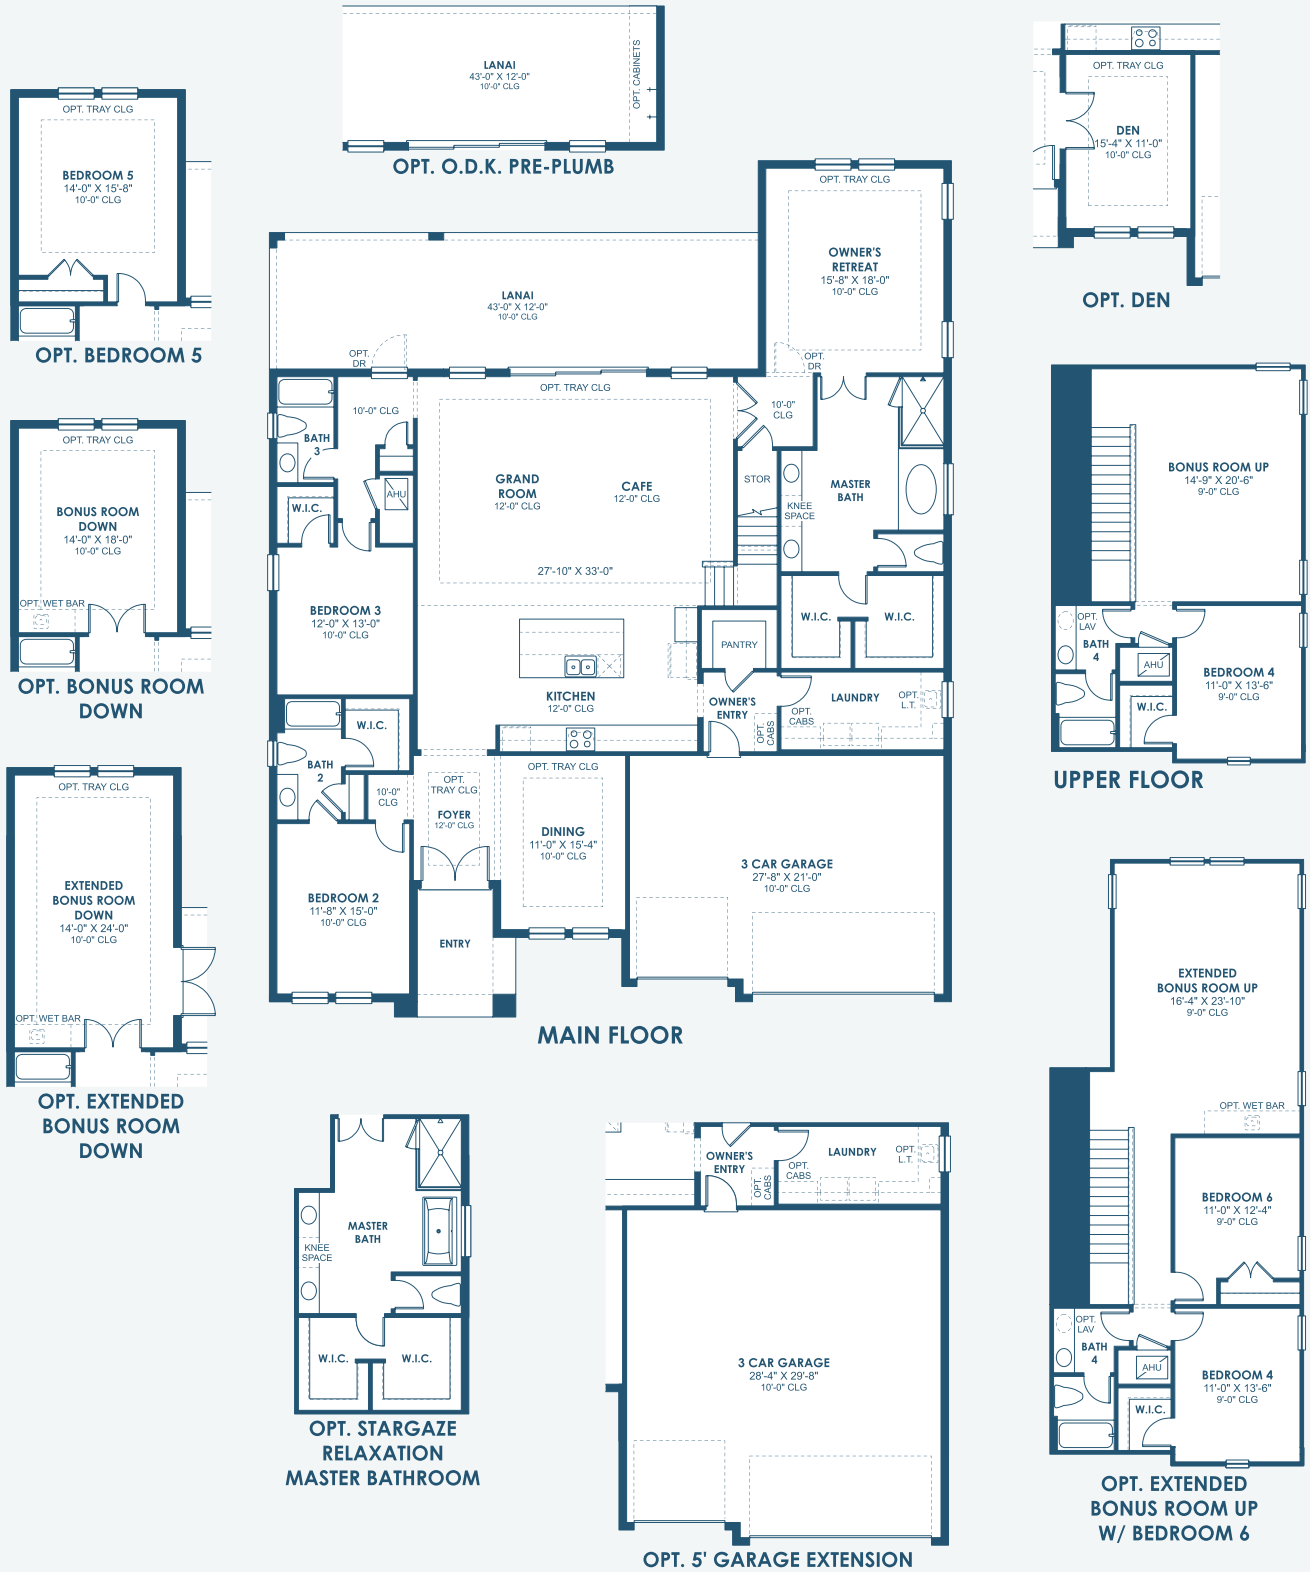 LANAI
43'-0" X 12'-0"
10'-0" CLG
OPT. CABINETS
OPT. O.D.K. PRE-PLUMB
OPT. TRAY CLG
BEDROOM 5
14'-0" X 15'-8"
10'-0" CLG
OPT. BEDROOM 5
OPT. TRAY CLG
BONUS ROOM
DOWN
14'-0" X 18'-0"
10'-0" CLG
OPT. WET BAR
OPT. BONUS ROOM
DOWN
OPT. TRAY CLG
EXTENDED
BONUS ROOM
DOWN
14'-0" X 24'-0"
10'-0" CLG
OPT. WET BAR
OPT. EXTENDED
BONUS ROOM
DOWN
OPT. TRAY CLG
OWNER'S
RETREAT
15'-8" X 18'-0"
10'-0" CLG
LANAI
43'-0" X 12'-0"
10'-0" CLG
OPT.
DR
OPT.
DR
OPT. TRAY CLG
10'-0" CLG
10'-0"
CLG
BATH
3
AHU
W.I.C.
GRAND
ROOM
12'-0" CLG
CAFE
12'-0" CLG
27'-10" X 33'-0"
STOR
KNEE
SPACE
MASTER
BATH
BEDROOM 3
12'-0" X 13'-0"
10'-0" CLG
W.I.C.
W.I.C.
PANTRY
KITCHEN
12'-0" CLG
OWNER'S
ENTRY
OPT.
CABS
OPT.
CABS
LAUNDRY
OPT.
L.T.
W.I.C.
BATH
2
10'-0"
CLG
OPT.
TRAY CLG
FOYER
12'-0" CLG
OPT. TRAY CLG
DINING
11'-0" X 15'-4"
10'-0" CLG
3 CAR GARAGE
27'-8" X 21'-0"
10'-0" CLG
BEDROOM 2
11'-8" X 15'-0"
10'-0" CLG
ENTRY
MAIN FLOOR
OPT. TRAY CLG
DEN
15'-4" X 11'-0"
10'-0" CLG
OPT. DEN
BONUS ROOM UP
14'-9" X 20'-6"
9'-0" CLG
OPT.
LAV
BATH
4
AHU
W.I.C.
BEDROOM 4
11'-0" X 13'-6"
9'-0" CLG
UPPER FLOOR
EXTENDED
BONUS ROOM UP
16'-4" X 23'-10"
9'-0" CLG
OPT. WET BAR
BEDROOM 6
11'-0" X 12'-4"
9'-0" CLG
OPT.
LAV
BATH
4
AHU
W.I.C.
BEDROOM 4
11'-0" X 13'-6"
9'-0" CLG
OPT. EXTENDED
BONUS ROOM UP
W/ BEDROOM 6
KNEE
SPACE
MASTER
BATH
W.I.C.
W.I.C.
OPT. STARGAZE
RELAXATION
MASTER BATHROOM
OWNER'S
ENTRY
OPT.
CABS
OPT.
CABS
LAUNDRY
OPT.
L.T.
3 CAR GARAGE
28'-4" X 29'-8"
10'-0" CLG
OPT. 5' GARAGE EXTENSION